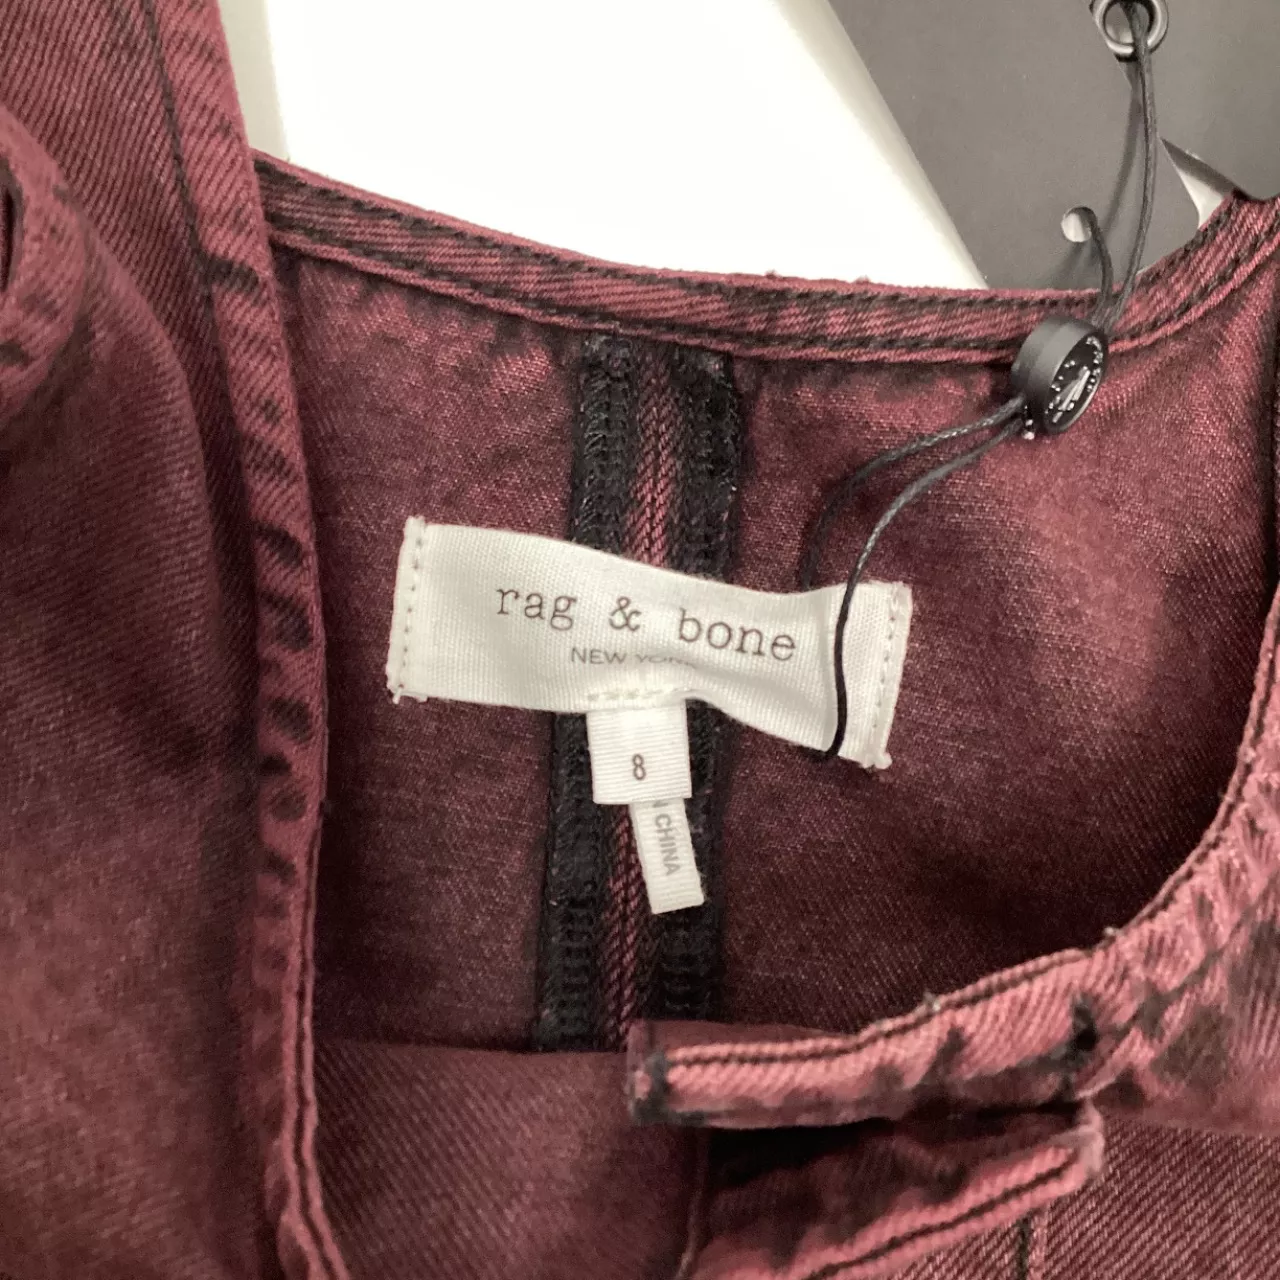 rag & bone
NEW YORK
8
N CHINA